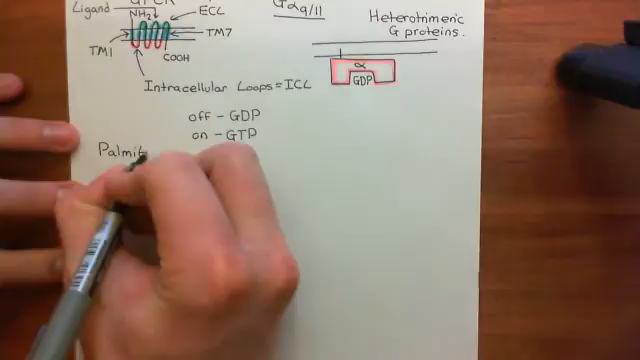 GPCR
Gαq/11
Ligand
NH₂
ECL
Heterotrimeric
G proteins.
TM1
TM7
COOH
α
GDP
Intracellular Loops = ICL
off - GDP
on - GTP
Palmit